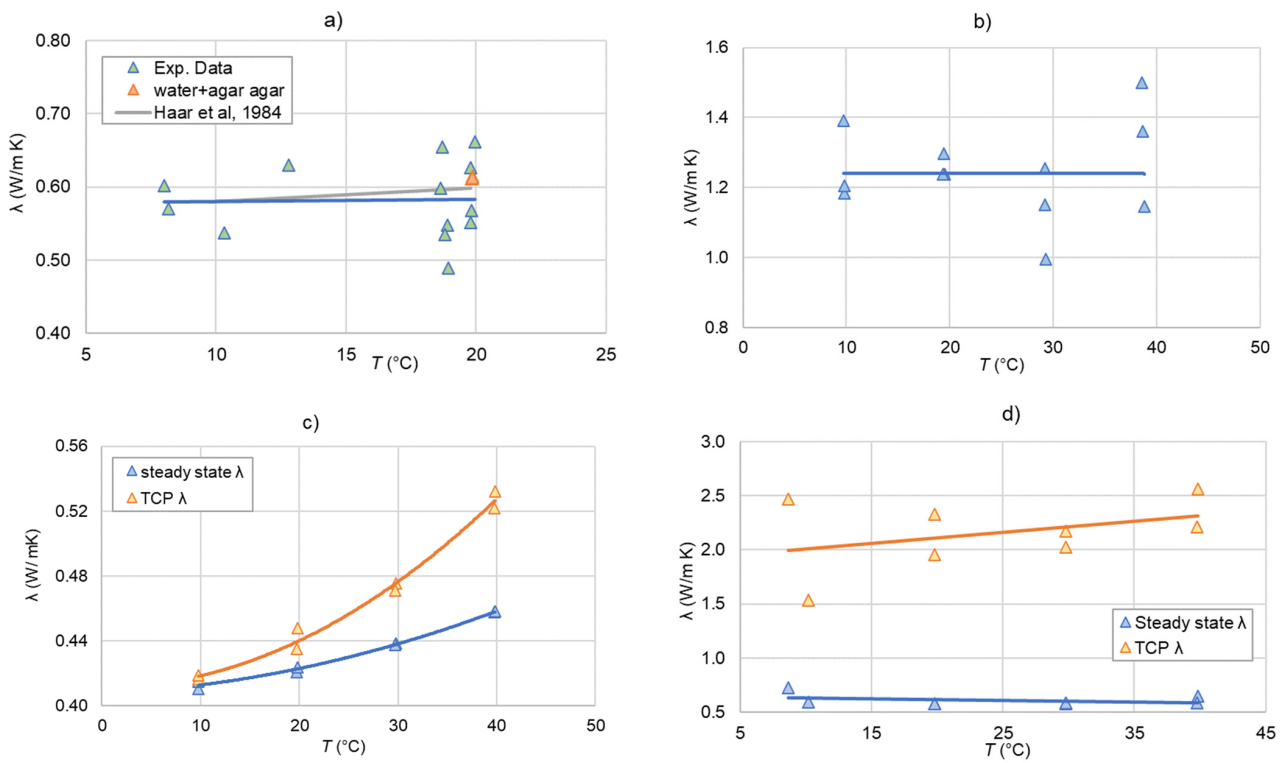 a)
0.80
0.70
0.60
0.50
0.40
λ (W/m K)
Exp. Data
water+agar agar
Haar et al, 1984
5
10
15
20
25
T (°C)
b)
1.6
1.4
1.2
1.0
0.8
λ (W/m K)
0
10
20
30
40
50
T (°C)
c)
0.56
0.52
0.48
0.44
0.40
λ (W/ mK)
steady state λ
TCP λ
0
10
20
30
40
50
T (°C)
d)
3.0
2.5
2.0
1.5
1.0
0.5
λ (W/m K)
Steady state λ
TCP λ
5
15
25
35
45
T (°C)